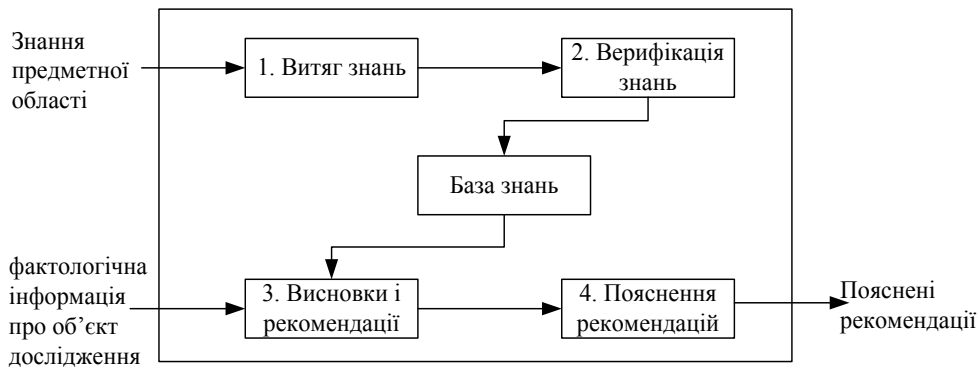 Знання
предметної
області
1. Витяг знань
2. Верифікація
знань
База знань
фактологічна
інформація
про об’єкт
дослідження
3. Висновки і
рекомендації
4. Пояснення
рекомендацій
Пояснені
рекомендації